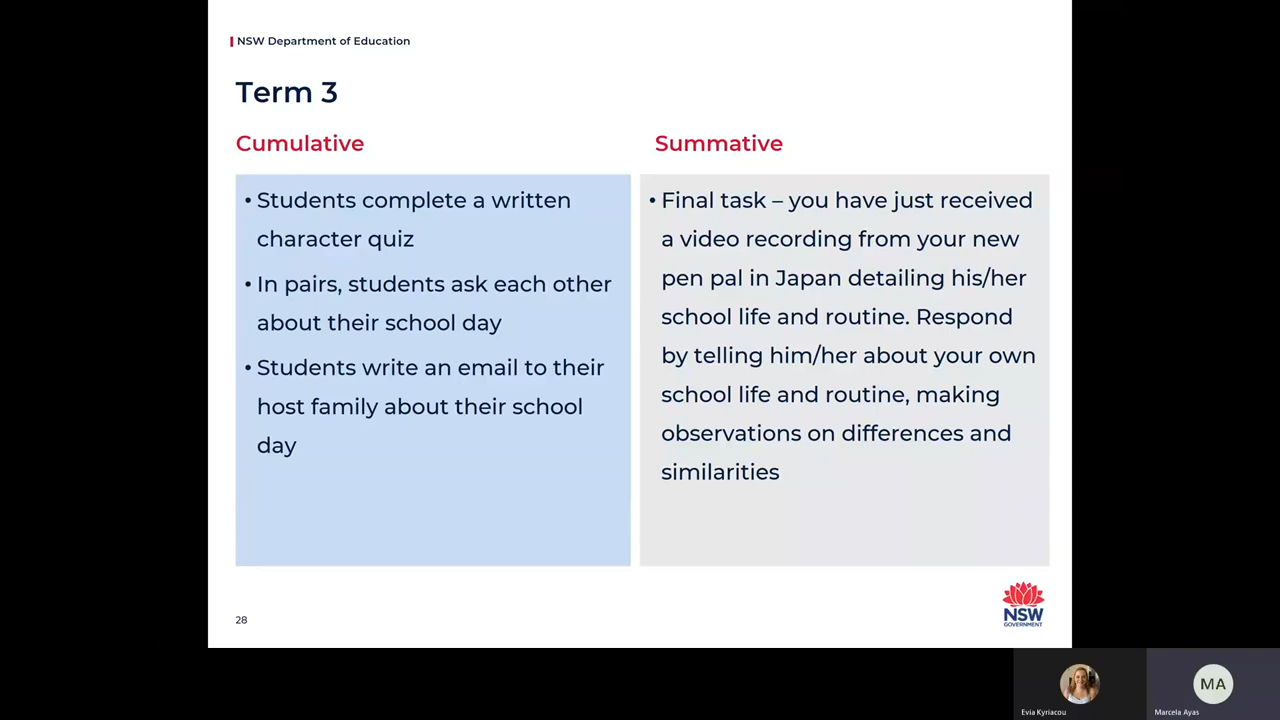 NSW Department of Education
Term 3
Cumulative
• Students complete a written
character quiz
• In pairs, students ask each other
about their school day
• Students write an email to their
host family about their school
day
Summative
• Final task – you have just received
a video recording from your new
pen pal in Japan detailing his/her
school life and routine. Respond
by telling him/her about your own
school life and routine, making
observations on differences and
similarities
28
NSW
GOVERNMENT
MA
Evia Kyriacou
Marcela Ayas